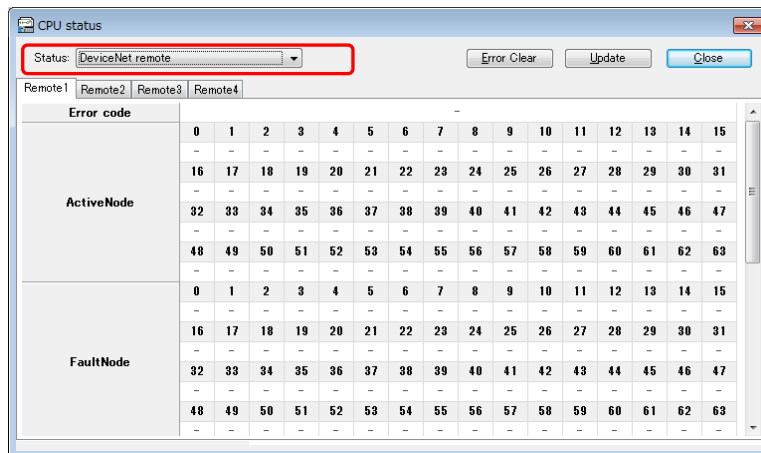 CPU status
Status: DeviceNet remote Error Clear Update Close
Remote1 Remote2 Remote3 Remote4
Error code -
ActiveNode
0 1 2 3 4 5 6 7 8 9 10 11 12 13 14 15
- - - - - - - - - - - - - - - -
16 17 18 19 20 21 22 23 24 25 26 27 28 29 30 31
- - - - - - - - - - - - - - - -
32 33 34 35 36 37 38 39 40 41 42 43 44 45 46 47
- - - - - - - - - - - - - - - -
48 49 50 51 52 53 54 55 56 57 58 59 60 61 62 63
- - - - - - - - - - - - - - - -
FaultNode
0 1 2 3 4 5 6 7 8 9 10 11 12 13 14 15
- - - - - - - - - - - - - - - -
16 17 18 19 20 21 22 23 24 25 26 27 28 29 30 31
- - - - - - - - - - - - - - - -
32 33 34 35 36 37 38 39 40 41 42 43 44 45 46 47
- - - - - - - - - - - - - - - -
48 49 50 51 52 53 54 55 56 57 58 59 60 61 62 63
- - - - - - - - - - - - - - - -